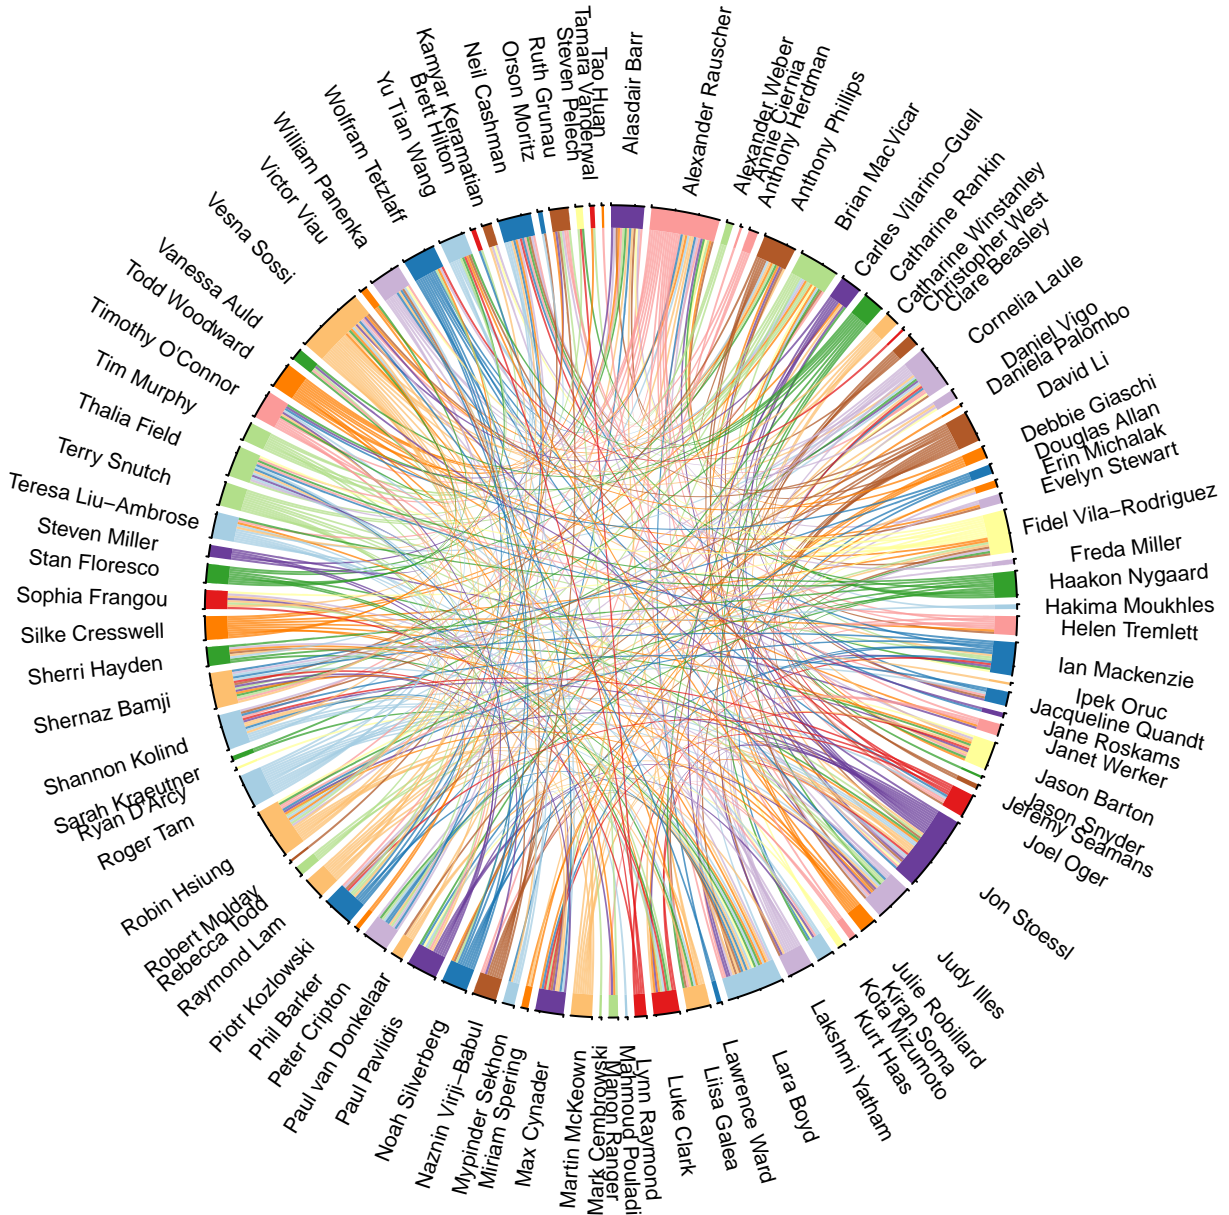 Alasdair Barr
Alexander Rauscher
Alexander Weber
Annie Ciernia
Anthony Herdman
Anthony Phillips
Brian MacVicar
Carles Vilarino−Guell
Catharine Rankin
Catharine Winstanley
Christopher West
Clare Beasley
Cornelia Laule
Daniel Vigo
Daniela Palombo
David Li
Debbie Giaschi
Douglas Allan
Erin Michalak
Evelyn Stewart
Fidel Vila−Rodriguez
Freda Miller
Haakon Nygaard
Hakima Moukhles
Helen Tremlett
Ian Mackenzie
Ipek Oruc
Jacqueline Quandt
Jane Roskams
Janet Werker
Jason Barton
Jason Snyder
Jeremy Seamans
Joel Oger
Jon Stoessl
Judy Illes
Julie Robillard
Kiran Soma
Kota Mizumoto
Kurt Haas
Lakshmi Yatham
Lara Boyd
Lawrence Ward
Liisa Galea
Luke Clark
Lynn Raymond
Mahmoud Pouladi
Manon Ranger
Mark Cembrowski
Martin McKeown
Max Cynader
Miriam Spering
Mypinder Sekhon
Naznin Virji−Babul
Noah Silverberg
Paul Pavlidis
Paul van Donkelaar
Peter Cripton
Phil Barker
Piotr Kozlowski
Raymond Lam
Rebecca Todd
Robert Molday
Robin Hsiung
Roger Tam
Ryan D'Arcy
Sarah Kraeutner
Shannon Kolind
Shernaz Bamji
Sherri Hayden
Silke Cresswell
Sophia Frangou
Stan Floresco
Steven Miller
Teresa Liu−Ambrose
Terry Snutch
Thalia Field
Tim Murphy
Timothy O'Connor
Todd Woodward
Vanessa Auld
Vesna Sossi
Victor Viau
William Panenka
Wolfram Tetzlaff
Yu Tian Wang
Brett Hilton
Kamyar Keramatian
Neil Cashman
Orson Moritz
Ruth Grunau
Steven Pelech
Tamara Vanderwal
Tao Huan